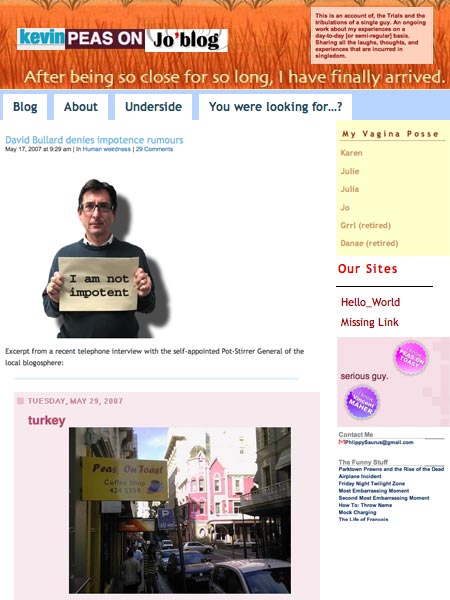 kevin PEAS ON Jo'blog
This is an account of, the Trials and the
tribulations of a single guy. An ongoing
work about my experiences on a
day-to-day [or semi-regular] basis.
Sharing all the laughs, thoughts, and
experiences that are incurred in
singledom.
After being so close for so long, I have finally arrived.
Blog About Underside You were looking for...?
David Bullard denies impotence rumours
May 17, 2007 at 9:29 am | In Human weirdness | 29 Comments
I am not
impotent
Excerpt from a recent telephone interview with the self-appointed Pot-Stirrer General of the
local blogosphere:
TUESDAY, MAY 29, 2007
turkey
Peas On Toast
Coffee Shop
424 5959
My Vagina Posse
Karen
Julie
Julia
Jo
Grrl (retired)
Danae (retired)
Our Sites
Hello_World
Missing Link
PEAS ON
TOAST
serious guy.
Vincent
MAHER
Contact Me
PhlippySaurus@gmail.com
The Funny Stuff
Parktown Prawns and the Rise of the Dead
Airplane Incident
Friday Night Twilight Zone
Most Embarrassing Moment
Second Most Embarrassing Moment
How To: Throw Name
Mock Charging
The Life of Francois